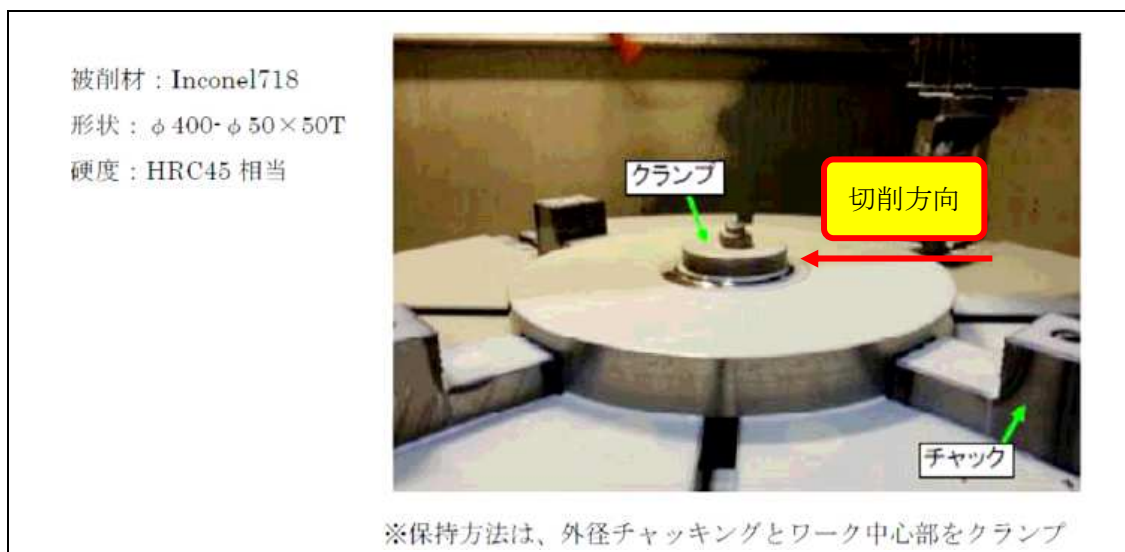 被削材：Inconel718
形状：φ400-φ50×50T
硬度：HRC45 相当
クランプ
切削方向
チャック
※保持方法は、外径チャッキングとワーク中心部をクランプ